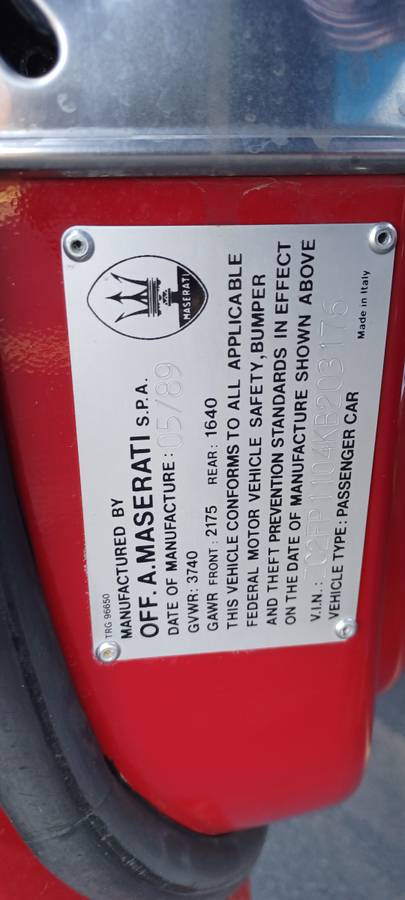 MASERATI
TRG 96650
MANUFACTURED BY
OFF. A. MASERATI S.P.A.
DATE OF MANUFACTURE: 05/89
GVWR: 3740
GAWR FRONT: 2175 REAR: 1640
THIS VEHICLE CONFORMS TO ALL APPLICABLE
FEDERAL MOTOR VEHICLE SAFETY, BUMPER
AND THEFT PREVENTION STANDARDS IN EFFECT
ON THE DATE OF MANUFACTURE SHOWN ABOVE
V.I.N.: ZC2FP1104KB203176
VEHICLE TYPE: PASSENGER CAR
Made in Italy